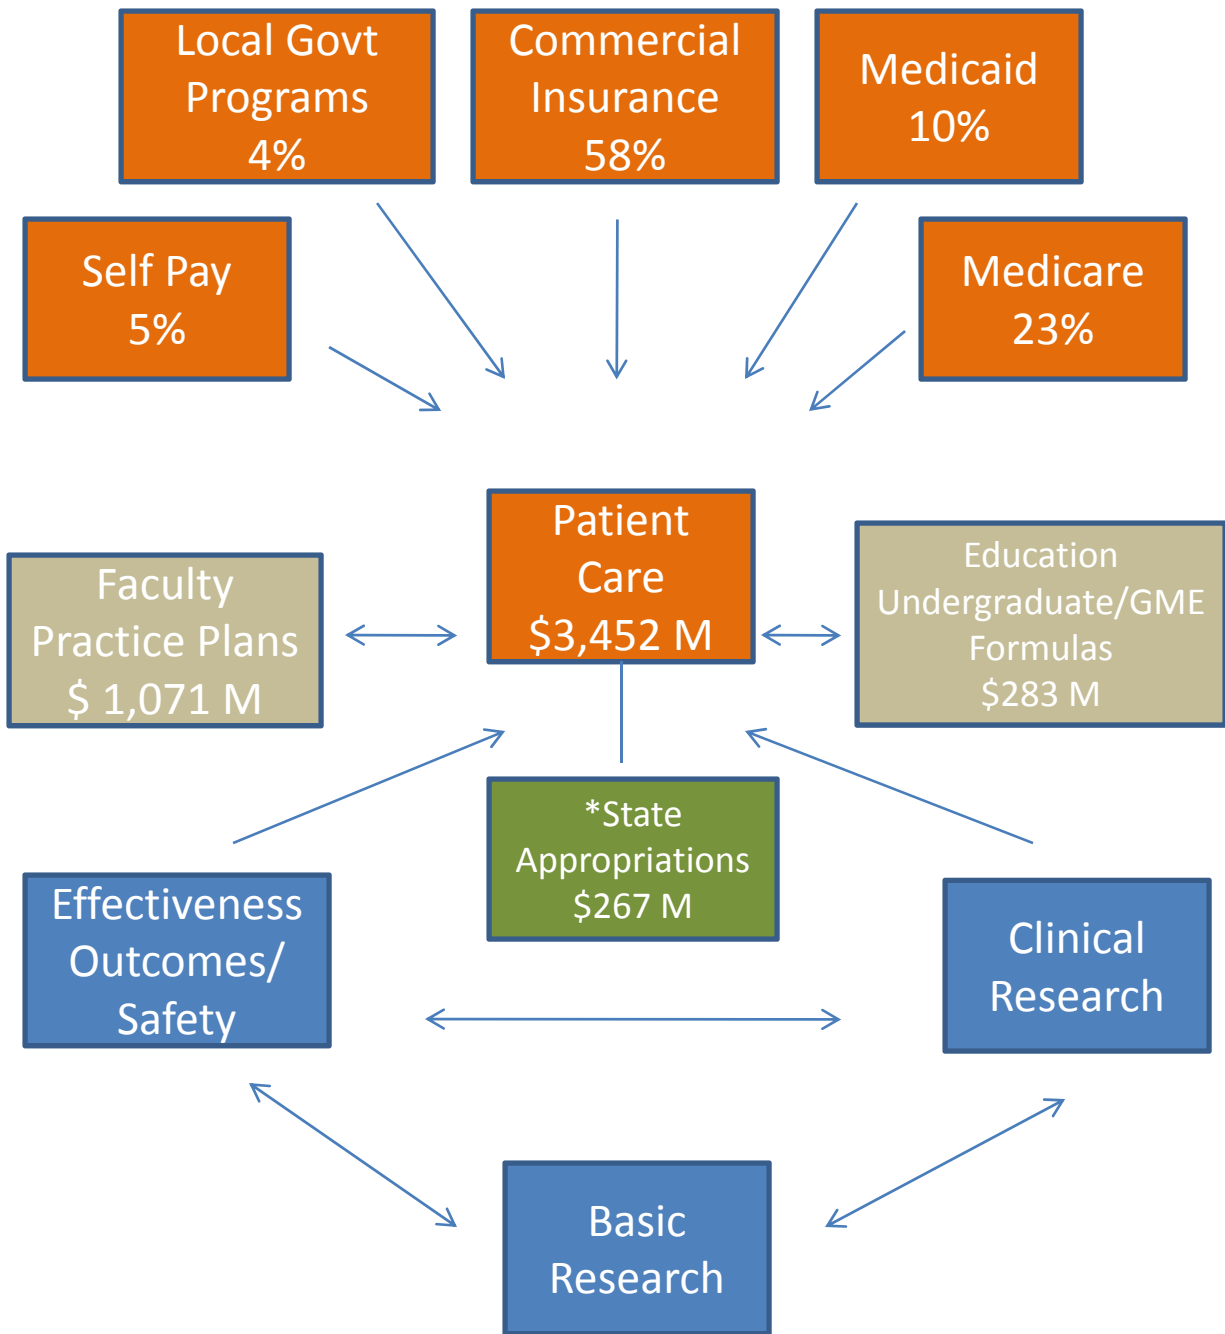 Local Govt
Programs
4%
Commercial
Insurance
58%
Medicaid
10%
Self Pay
5%
Medicare
23%
Patient
Care
$3,452 M
Faculty
Practice Plans
$ 1,071 M
Education
Undergraduate/GME
Formulas
$283 M
*State
Appropriations
$267 M
Effectiveness
Outcomes/
Safety
Clinical
Research
Basic
Research